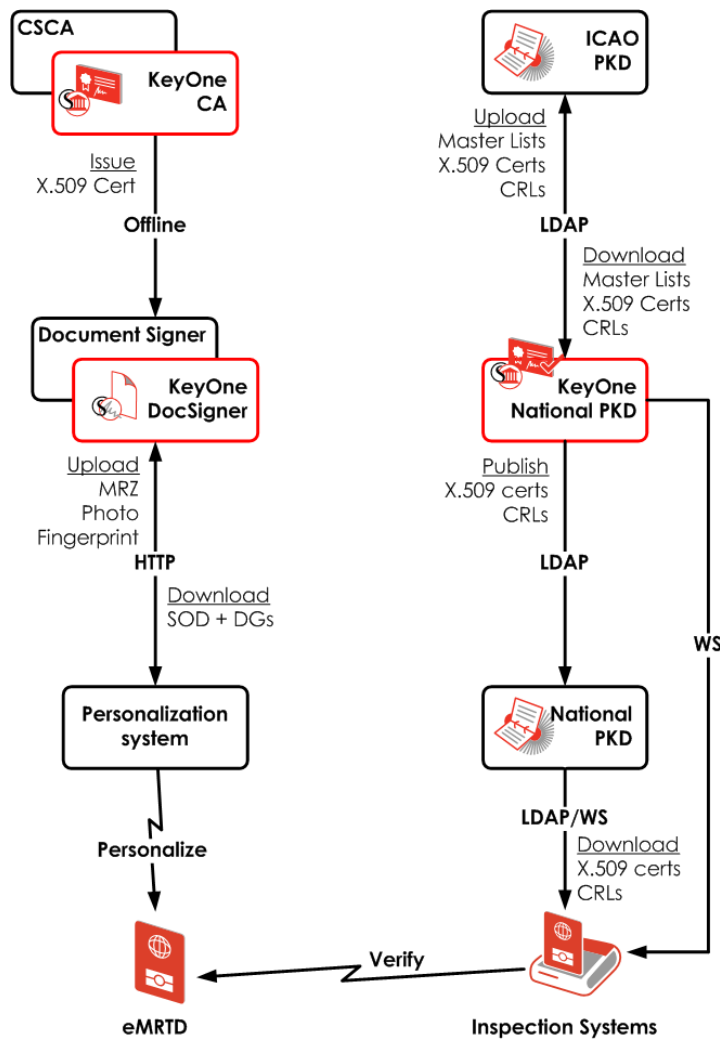 CSCA
KeyOne
CA
Issue
X.509 Cert
Offline
Document Signer
KeyOne
DocSigner
Upload
MRZ
Photo
Fingerprint
HTTP
Download
SOD + DGs
Personalization
system
Personalize
eMRTD
ICAO
PKD
Upload
Master Lists
X.509 Certs
CRLs
LDAP
Download
Master Lists
X.509 Certs
CRLs
KeyOne
National PKD
Publish
X.509 certs
CRLs
LDAP
WS
National
PKD
LDAP/WS
Download
X.509 certs
CRLs
Verify
Inspection Systems